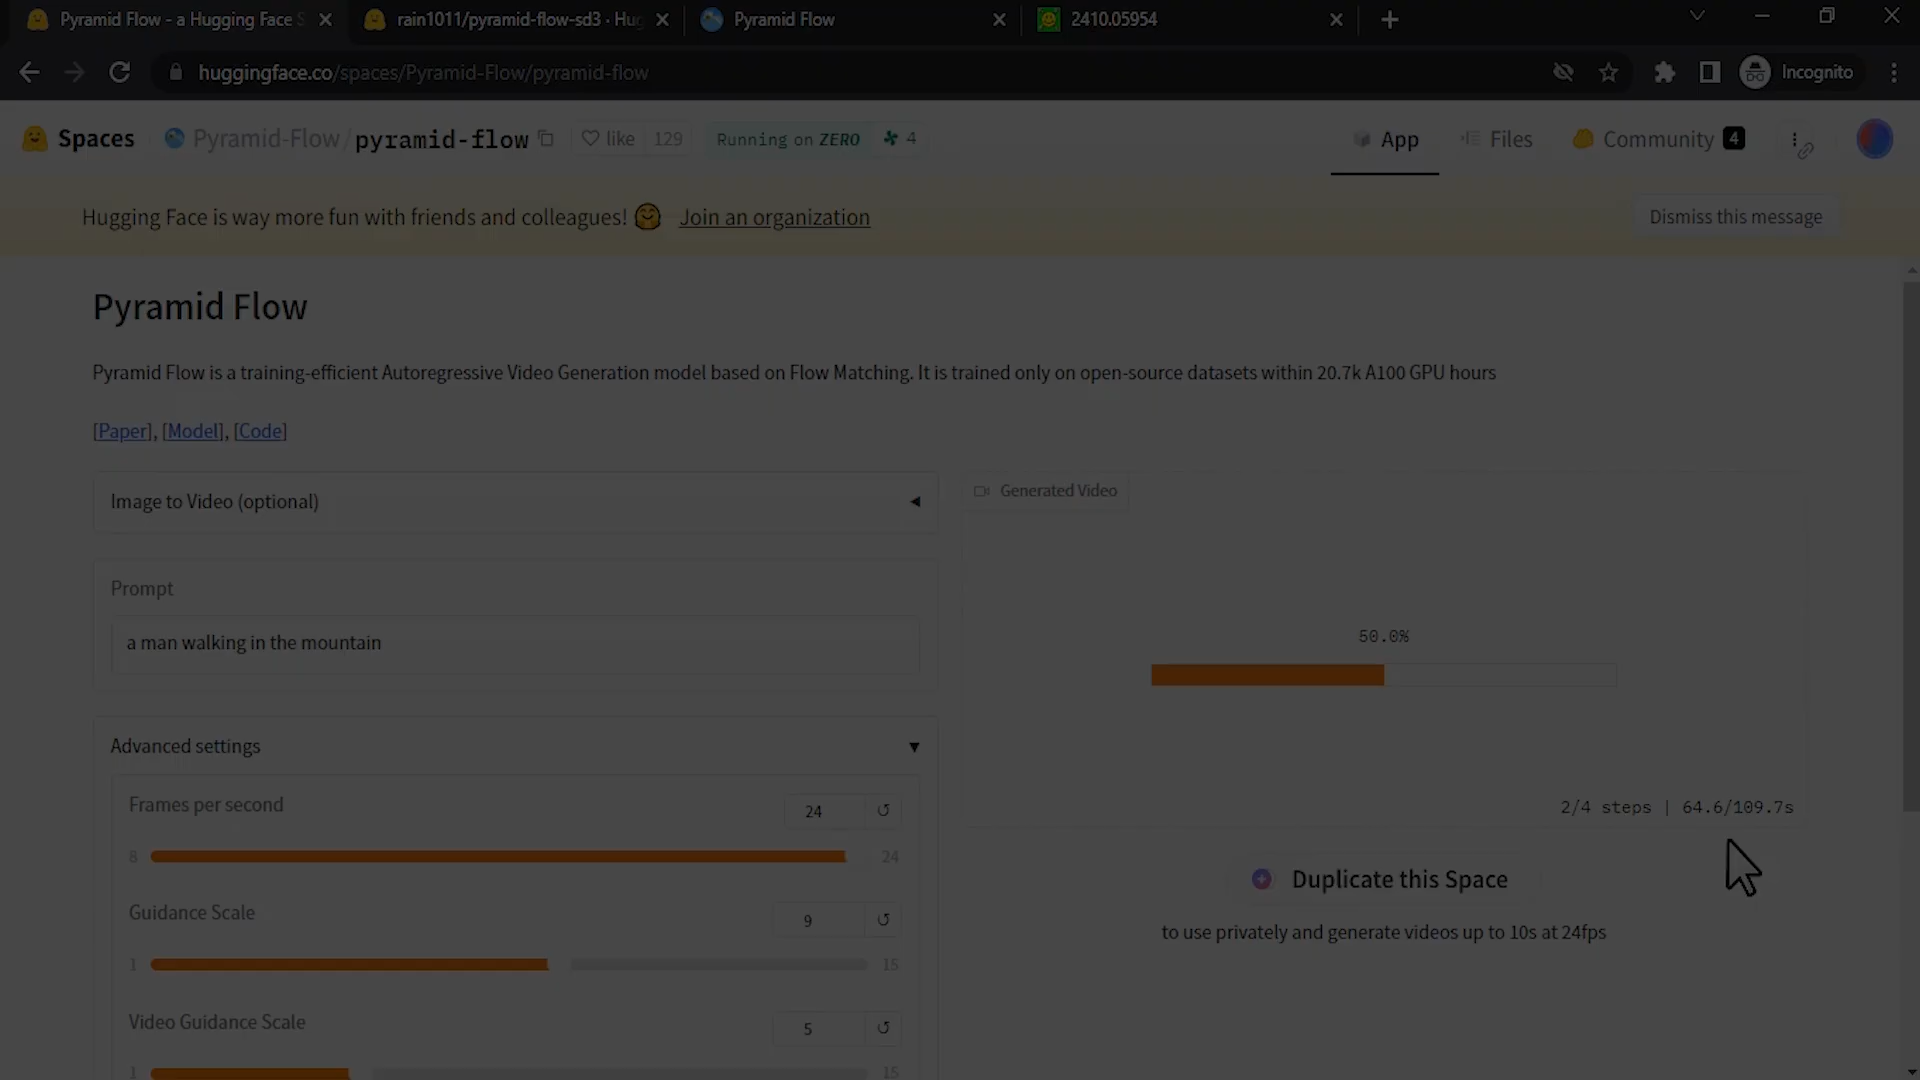 Pyramid Flow - a Hugging Face S
rain1011/pyramid-flow-sd3 · Hug
Pyramid Flow
2410.05954
huggingface.co/spaces/Pyramid-Flow/pyramid-flow
Incognito
Spaces
Pyramid-Flow/pyramid-flow
like 129
Running on ZERO 4
App
Files
Community 4
Hugging Face is way more fun with friends and colleagues! Join an organization
Dismiss this message
Pyramid Flow
Pyramid Flow is a training-efficient Autoregressive Video Generation model based on Flow Matching. It is trained only on open-source datasets within 20.7k A100 GPU hours
[Paper], [Model], [Code]
Image to Video (optional)
Generated Video
Prompt
a man walking in the mountain
50.0%
2/4 steps | 64.6/109.7s
Advanced settings
Frames per second
24
8
24
Guidance Scale
9
1
15
Video Guidance Scale
5
1
15
Duplicate this Space
to use privately and generate videos up to 10s at 24fps